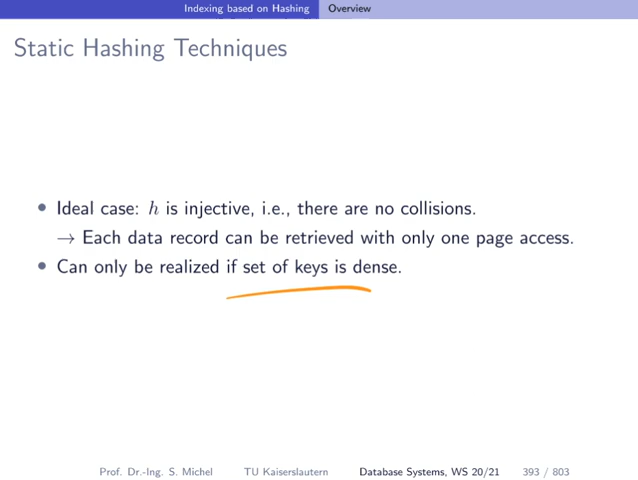 Indexing based on Hashing Overview
Static Hashing Techniques
• Ideal case: h is injective, i.e., there are no collisions.
→ Each data record can be retrieved with only one page access.
• Can only be realized if set of keys is dense.
Prof. Dr.-Ing. S. Michel TU Kaiserslautern Database Systems, WS 20/21 393 / 803